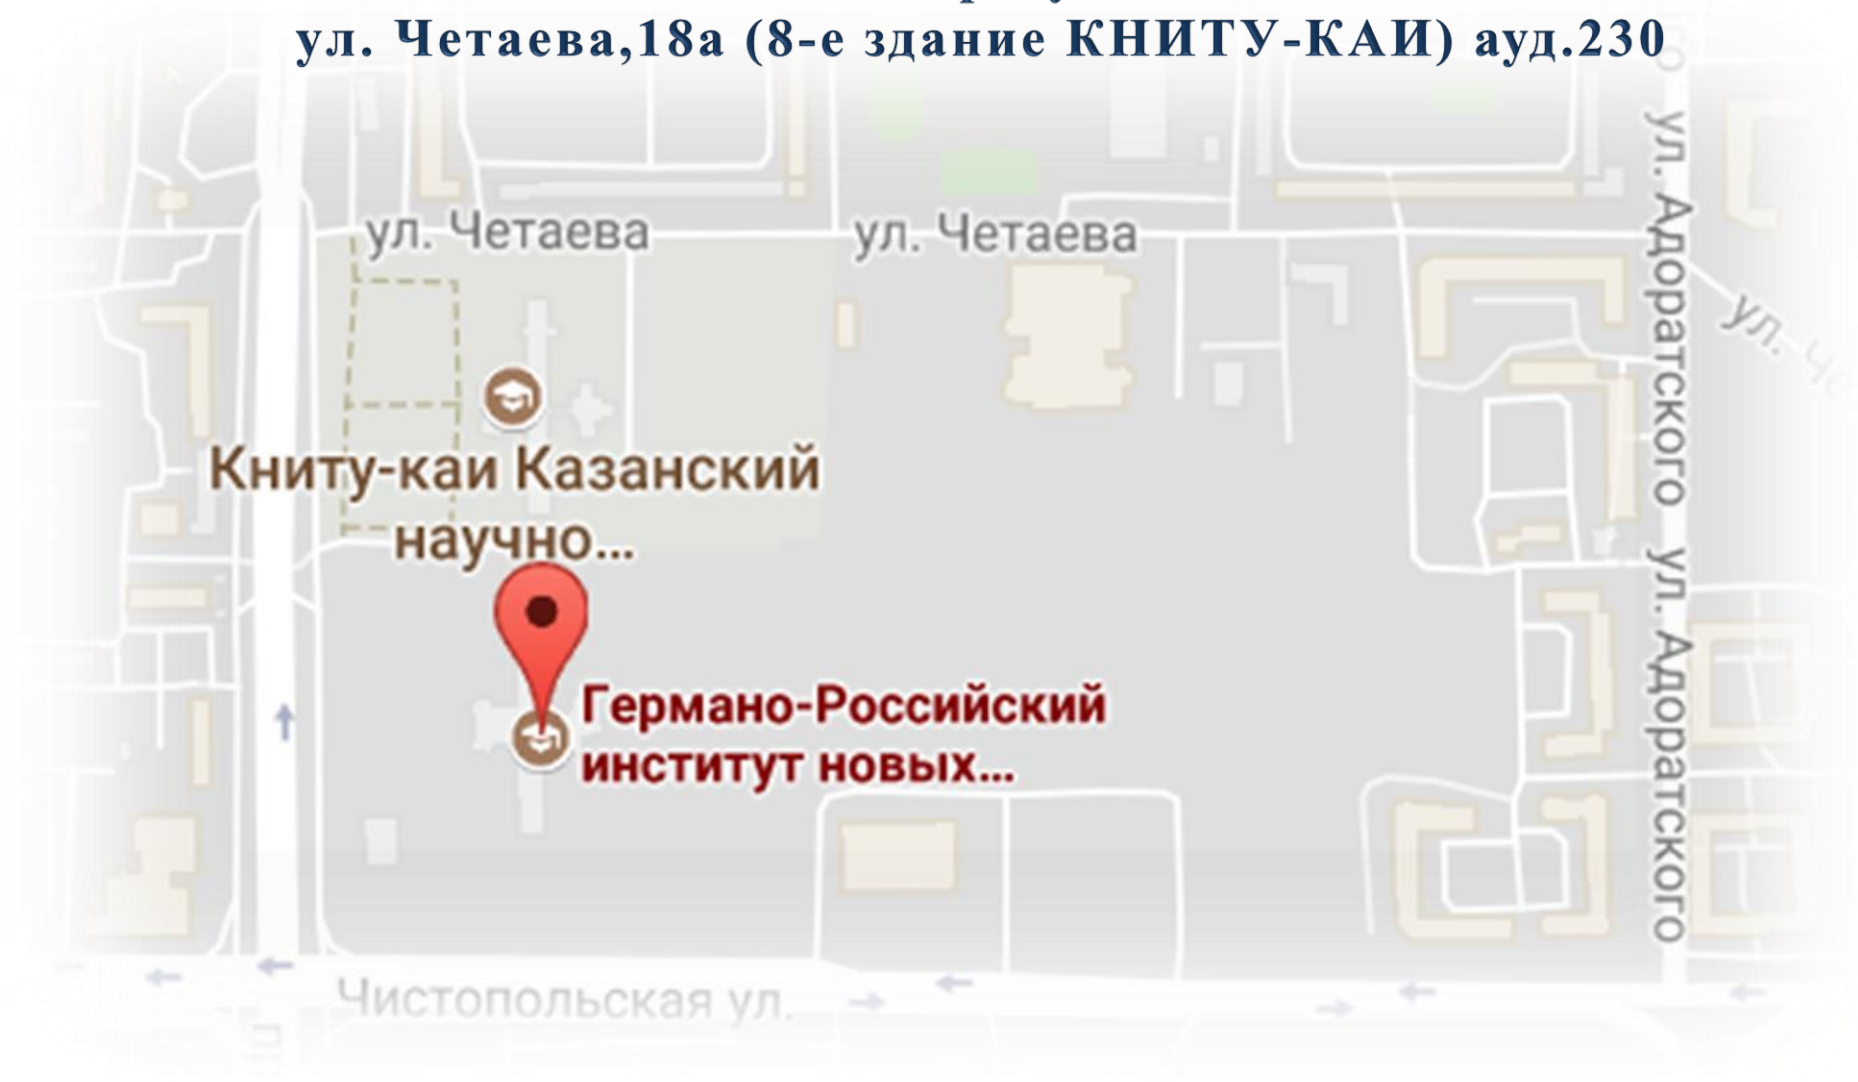 ул. Четаева,18а (8-е здание КНИТУ-КАИ) ауд.230
ул. Адоратского
ул. Четаева
ул. Четаева
ул.
Книту-каи Казанский
научно...
ул. Адоратского
Германо-Российский
институт новых...
Чистопольская ул.